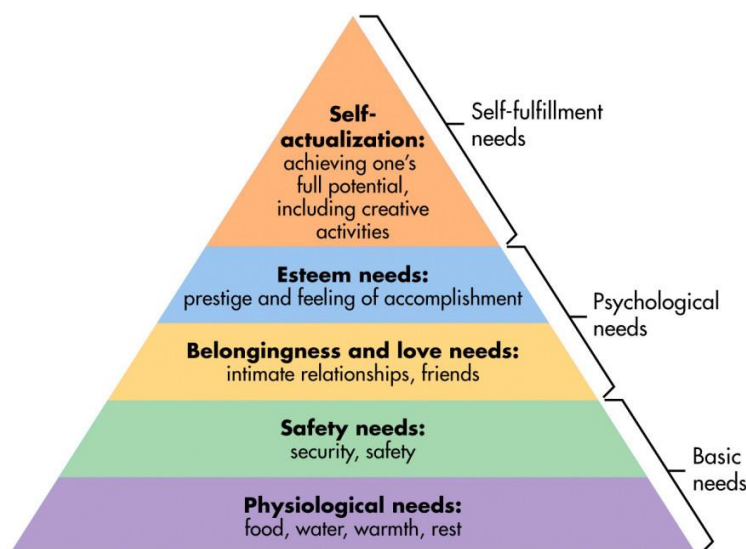 Self-
actualization:
achieving one's
full potential,
including creative
activities
Self-fulfillment
needs
Esteem needs:
prestige and feeling of accomplishment
Psychological
needs
Belongingness and love needs:
intimate relationships, friends
Safety needs:
security, safety
Basic
needs
Physiological needs:
food, water, warmth, rest